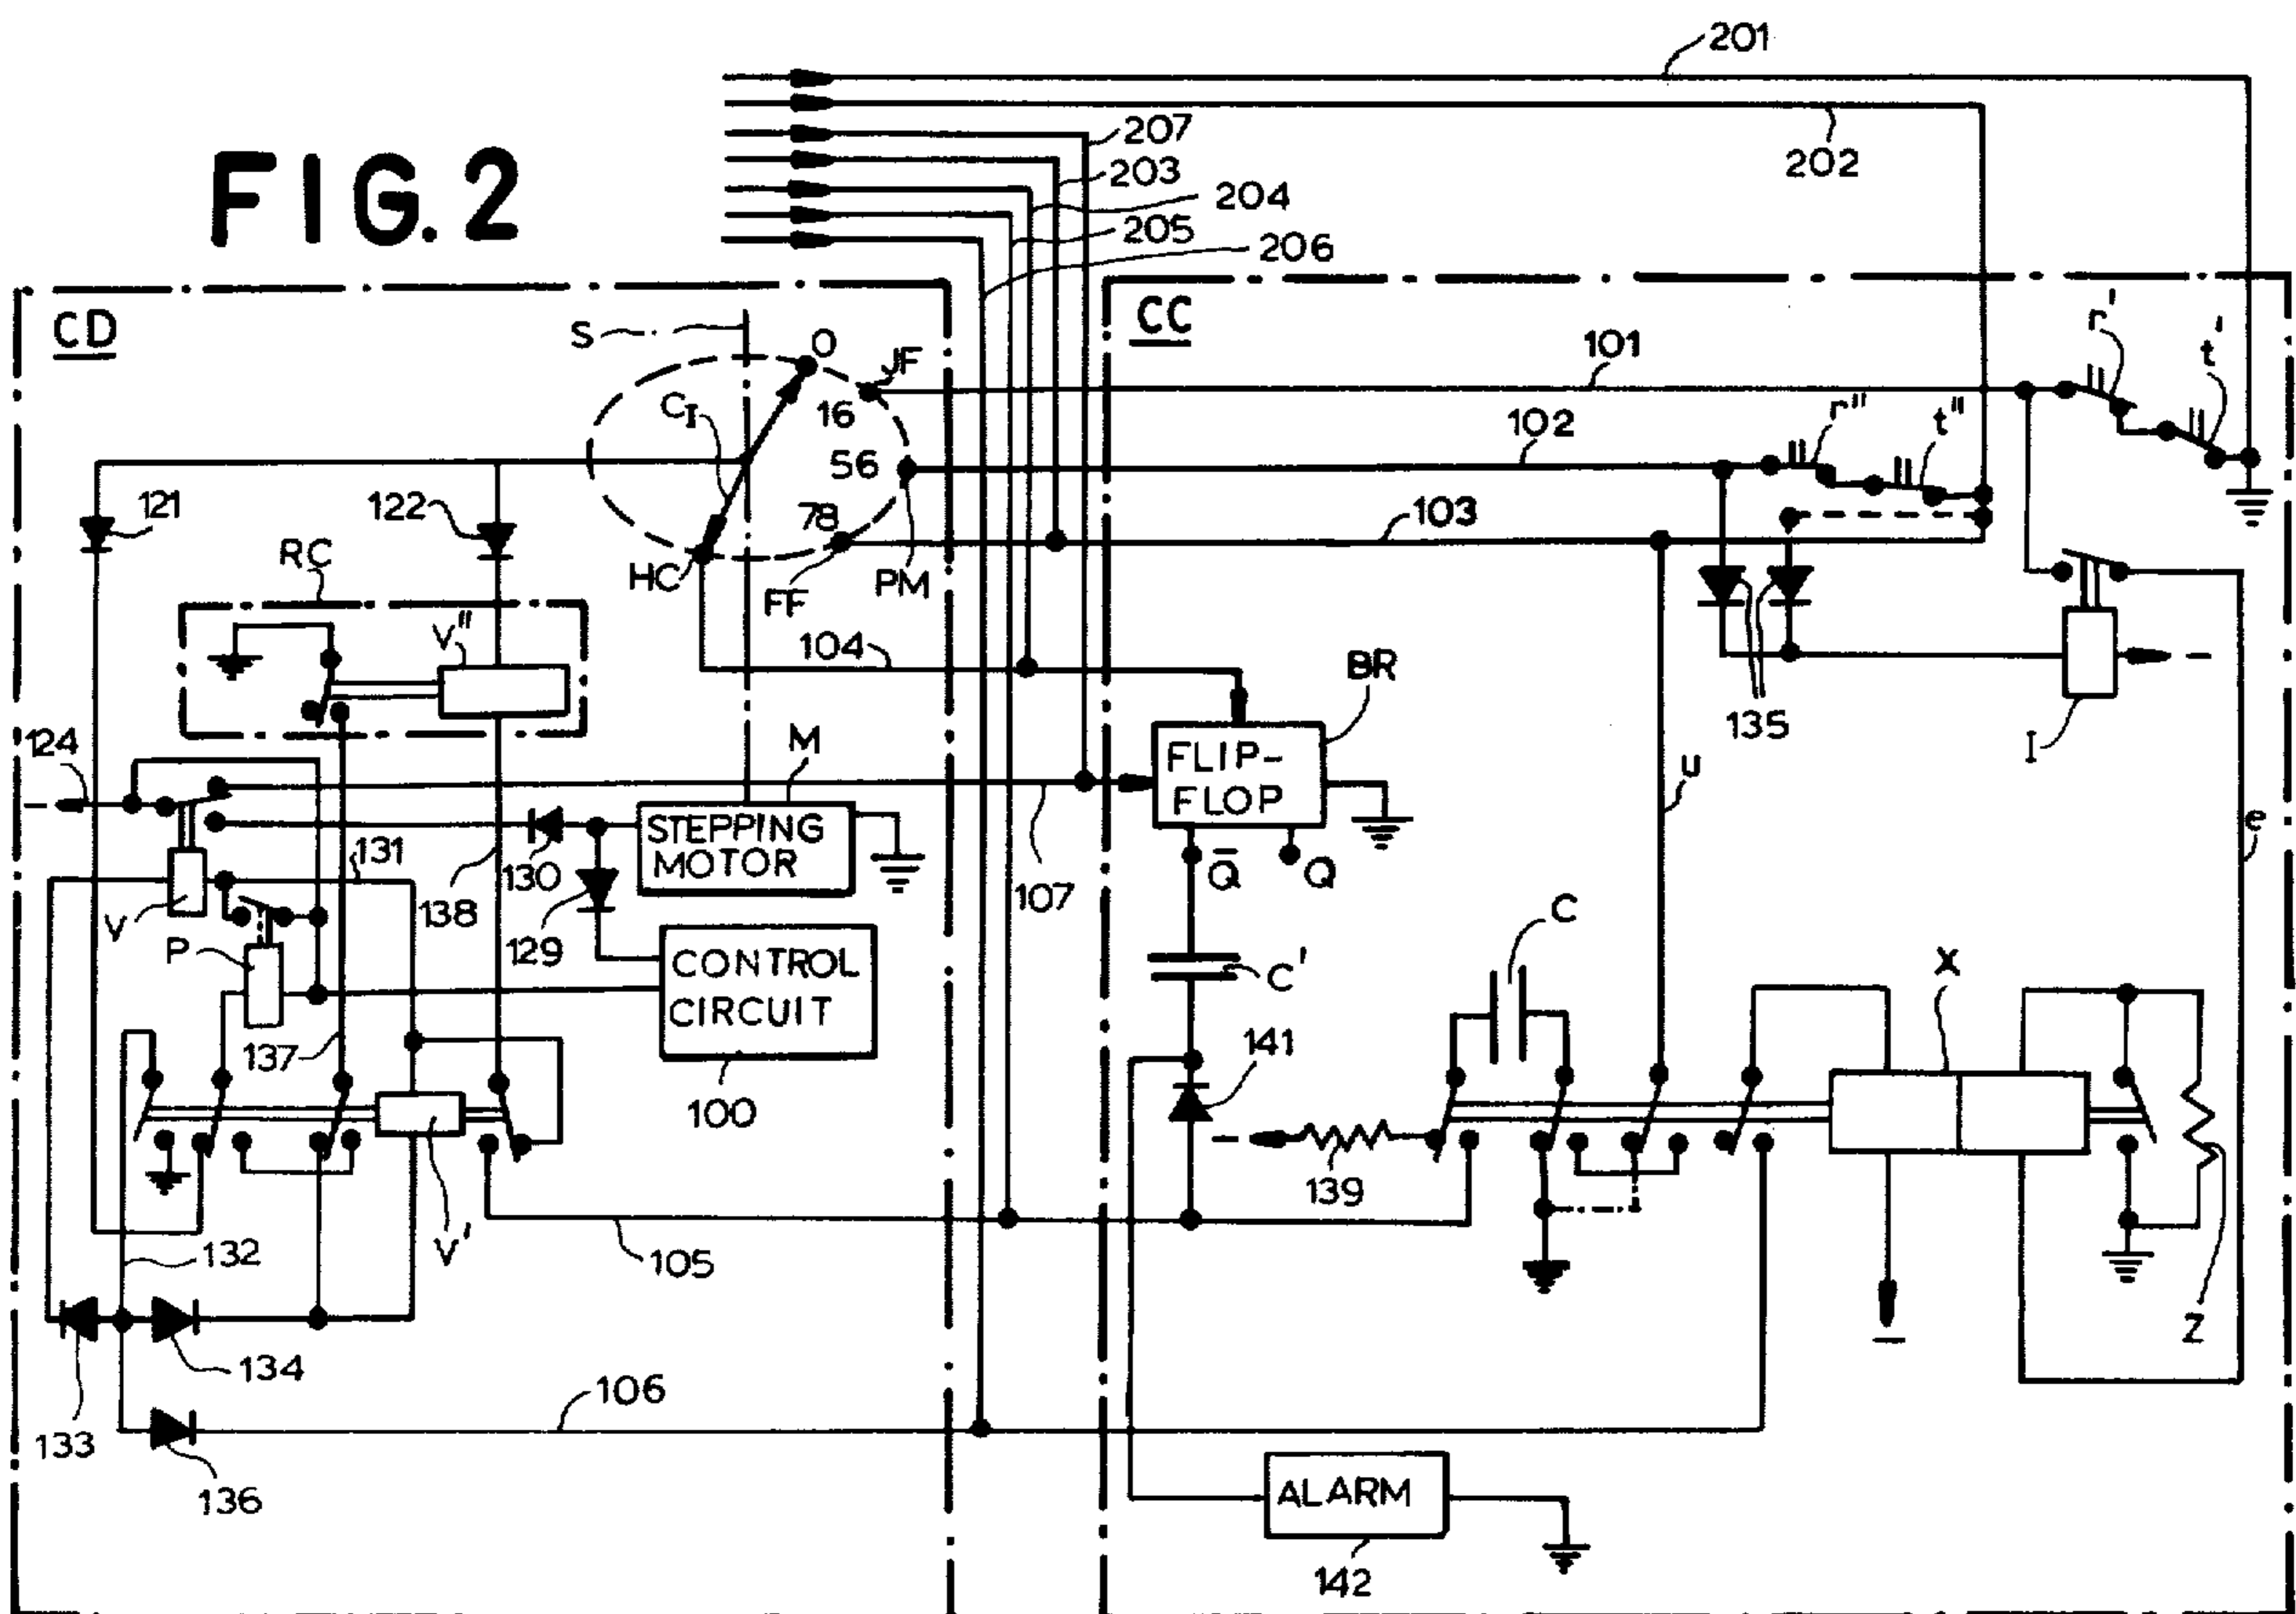 FIG.2
201
202
207
203
204
205
206
CD
CC
S
O
JF
16
C_I
56
78
HC
FF
PM
101
102
103
r'
t'
r"
t"
121
122
RC
V"
104
BR
135
I
124
M
FLIP-
FLOP
u
e
STEPPING
MOTOR
131
138
130
107
Q̅
Q
V
P
129
CONTROL
CIRCUIT
C
C'
X
137
100
141
139
132
V'
105
Z
134
133
136
106
ALARM
142